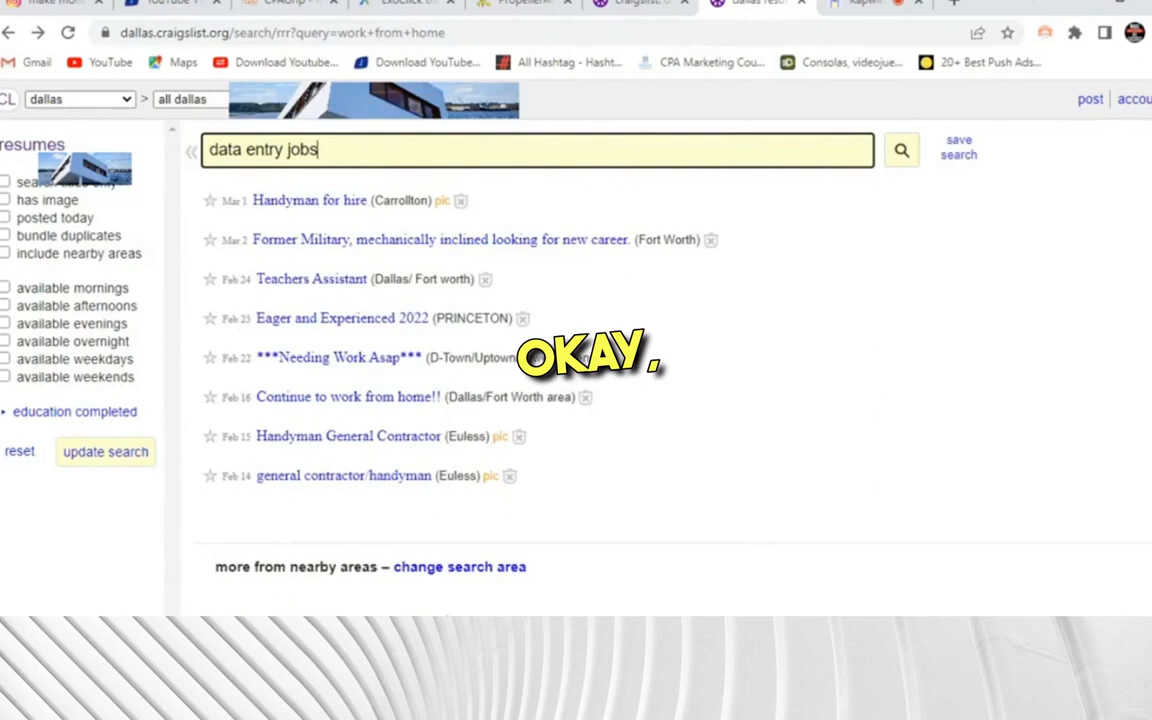 dallas.craigslist.org/search/rrr?query=work+from+home
Gmail YouTube Maps Download Youtube... Download YouTube... All Hashtag - Hasht... CPA Marketing Cou... Consolas, videojue... 20+ Best Push Ads...
CL dallas > all dallas post accou
resumes
data entry jobs
save
search
has image
posted today
bundle duplicates
include nearby areas
available mornings
available afternoons
available evenings
available overnight
available weekdays
available weekends
education completed
reset update search
Mar 1 Handyman for hire (Carrollton) pic
Mar 2 Former Military, mechanically inclined looking for new career. (Fort Worth)
Feb 24 Teachers Assistant (Dallas/ Fort worth)
Feb 23 Eager and Experienced 2022 (PRINCETON)
Feb 22 ***Needing Work Asap*** (D-Town/Uptown
OKAY,
Feb 16 Continue to work from home!! (Dallas/Fort Worth area)
Feb 15 Handyman General Contractor (Euless) pic
Feb 14 general contractor/handyman (Euless) pic
more from nearby areas – change search area